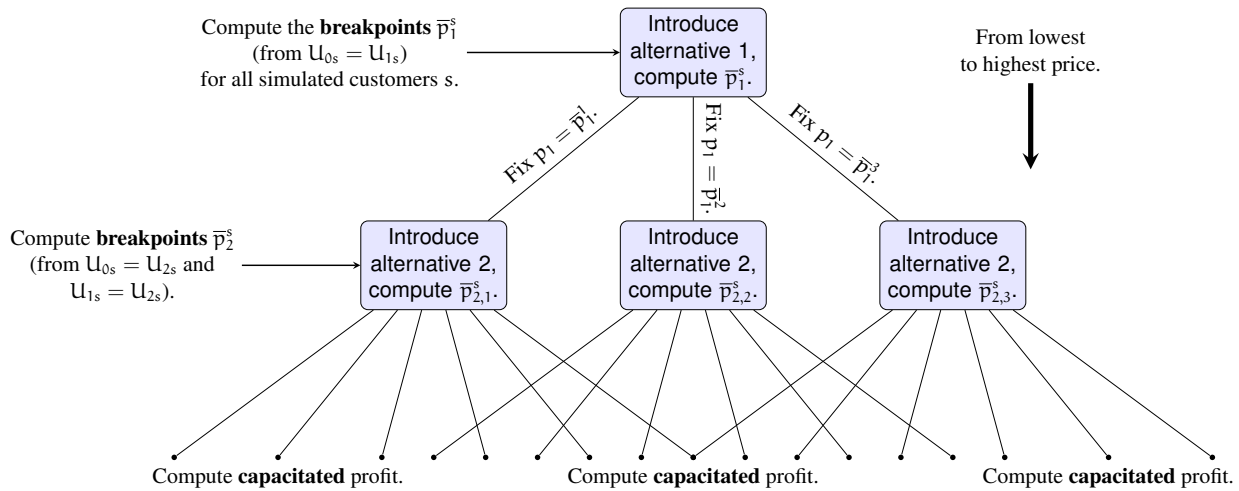 Compute the breakpoints p̅₁ˢ
(from U₀ₛ = U₁ₛ)
for all simulated customers s.
Introduce
alternative 1,
compute p̅₁ˢ.
From lowest
to highest price.
Fix p₁ = p̅₁¹.
Fix p₁ = p̅₁².
Fix p₁ = p̅₁³.
Compute breakpoints p̅₂ˢ
(from U₀ₛ = U₂ₛ and
U₁ₛ = U₂ₛ).
Introduce
alternative 2,
compute p̅ˢ₂,₁.
Introduce
alternative 2,
compute p̅ˢ₂,₂.
Introduce
alternative 2,
compute p̅ˢ₂,₃.
Compute capacitated profit.
Compute capacitated profit.
Compute capacitated profit.